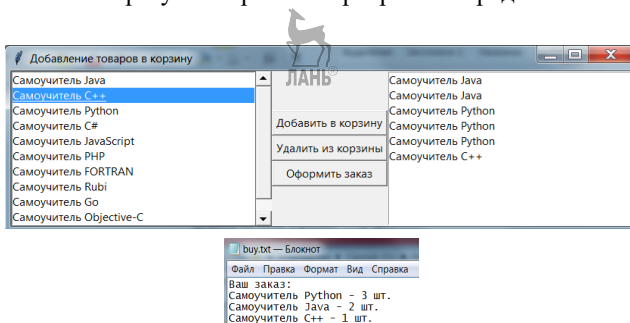 Добавление товаров в корзину
ЛАНЬ®
Самоучитель Java
Самоучитель C++
Самоучитель Python
Самоучитель C#
Самоучитель JavaScript
Самоучитель PHP
Самоучитель FORTRAN
Самоучитель Rubi
Самоучитель Go
Самоучитель Objective-C
Добавить в корзину
Удалить из корзины
Оформить заказ
Самоучитель Java
Самоучитель Java
Самоучитель Python
Самоучитель Python
Самоучитель Python
Самоучитель C++
buy.txt — Блокнот
Файл Правка Формат Вид Справка
Ваш заказ:
Самоучитель Python - 3 шт.
Самоучитель Java - 2 шт.
Самоучитель C++ - 1 шт.